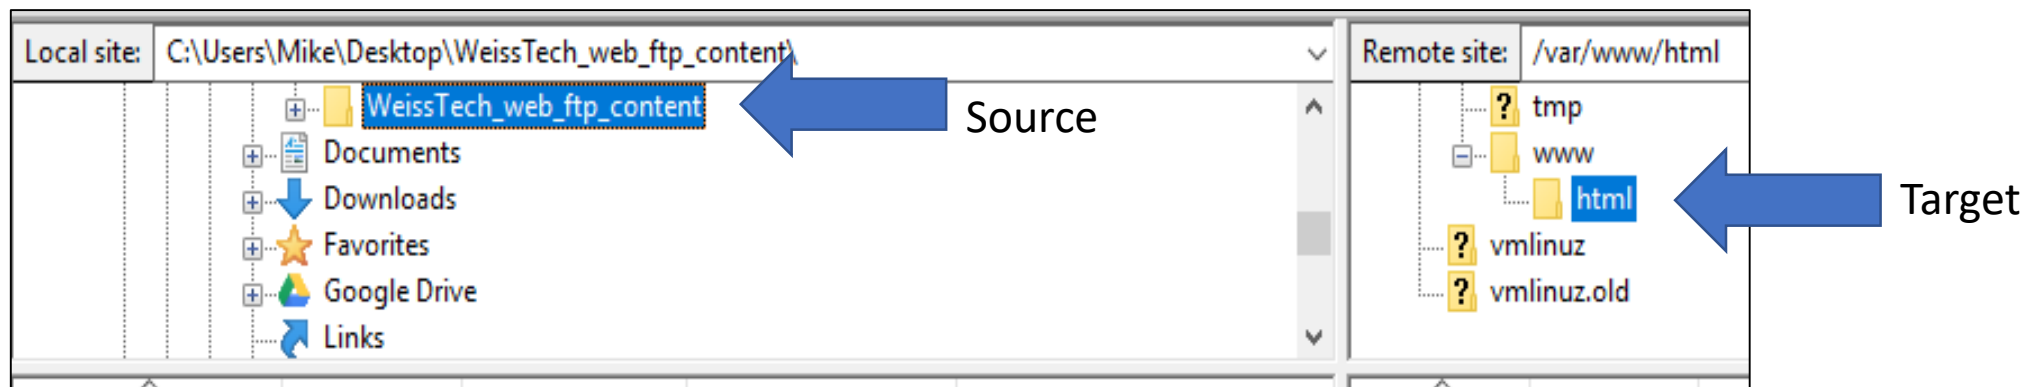 Local site: C:\Users\Mike\Desktop\WeissTech_web_ftp_content\
WeissTech_web_ftp_content
Documents
Downloads
Favorites
Google Drive
Links
Source
Remote site: /var/www/html
? tmp
www
html
? vmlinuz
? vmlinuz.old
Target